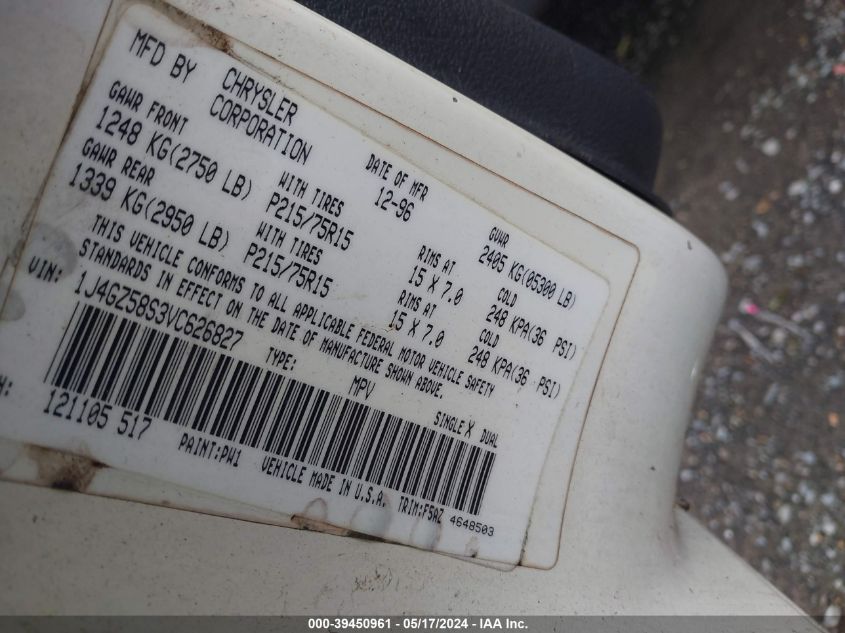 MFD BY CHRYSLER CORPORATION
DATE OF MFR 12-96
GVWR 2405 KG(05300 LB)
GAWR FRONT 1248 KG(2750 LB)
WITH TIRES P215/75R15
RIMS AT 15 X 7.0
COLD 248 KPA(36 PSI)
GAWR REAR 1339 KG(2950 LB)
WITH TIRES P215/75R15
RIMS AT 15 X 7.0
COLD 248 KPA(36 PSI)
THIS VEHICLE CONFORMS TO ALL APPLICABLE FEDERAL MOTOR VEHICLE SAFETY
STANDARDS IN EFFECT ON THE DATE OF MANUFACTURE SHOWN ABOVE.
VIN: 1J4GZ58S3VC626827
TYPE: MPV
SINGLE X DUAL
H: 121105 517
PAINT:PW1
VEHICLE MADE IN U.S.A.
TRIM:F5AZ
4648503
000-39450961 - 05/17/2024 - IAA Inc.